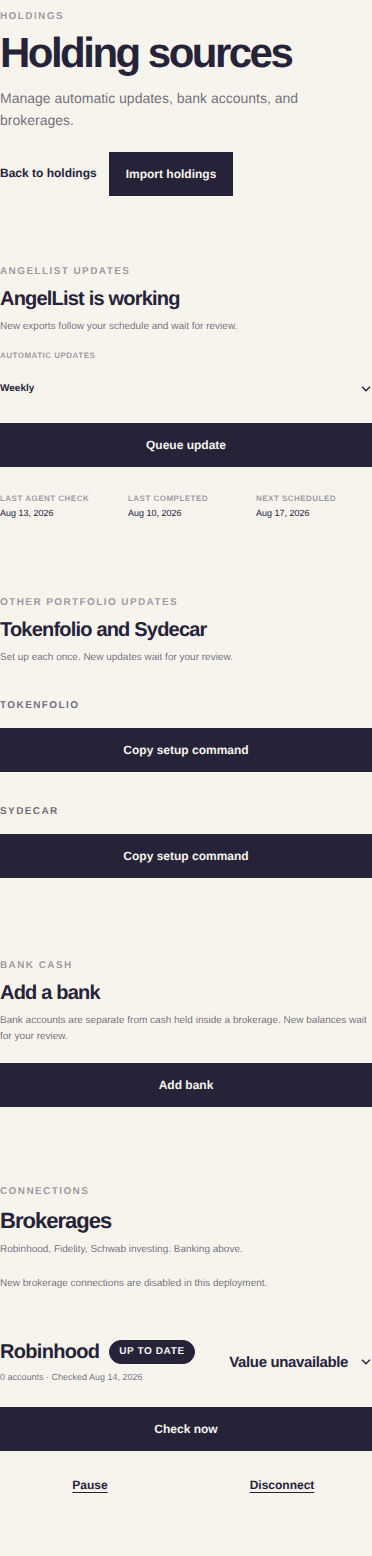 HOLDINGS
Holding sources
Manage automatic updates, bank accounts, and
brokerages.
Back to holdings
Import holdings
ANGELLIST UPDATES
AngelList is working
New exports follow your schedule and wait for review.
AUTOMATIC UPDATES
Weekly
Queue update
LAST AGENT CHECK LAST COMPLETED NEXT SCHEDULED
Aug 13, 2026 Aug 10, 2026 Aug 17, 2026
OTHER PORTFOLIO UPDATES
Tokenfolio and Sydecar
Set up each once. New updates wait for your review.
TOKENFOLIO
Copy setup command
SYDECAR
Copy setup command
BANK CASH
Add a bank
Bank accounts are separate from cash held inside a brokerage. New balances wait
for your review.
Add bank
CONNECTIONS
Brokerages
Robinhood, Fidelity, Schwab investing. Banking above.
New brokerage connections are disabled in this deployment.
Robinhood UP TO DATE
Value unavailable
0 accounts · Checked Aug 14, 2026
Check now
Pause Disconnect